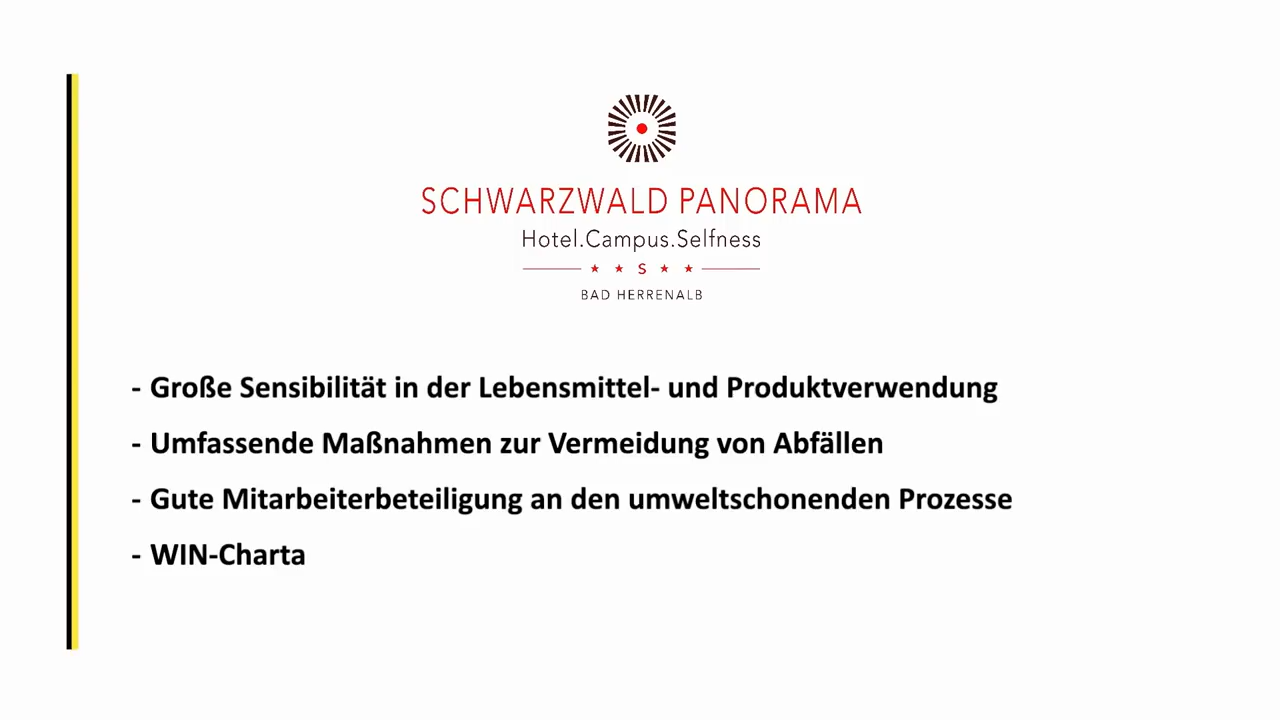 SCHWARZWALD PANORAMA
Hotel.Campus.Selfness
★ ★ S ★ ★
BAD HERRENALB
- Große Sensibilität in der Lebensmittel- und Produktverwendung
- Umfassende Maßnahmen zur Vermeidung von Abfällen
- Gute Mitarbeiterbeteiligung an den umweltschonenden Prozesse
- WIN-Charta